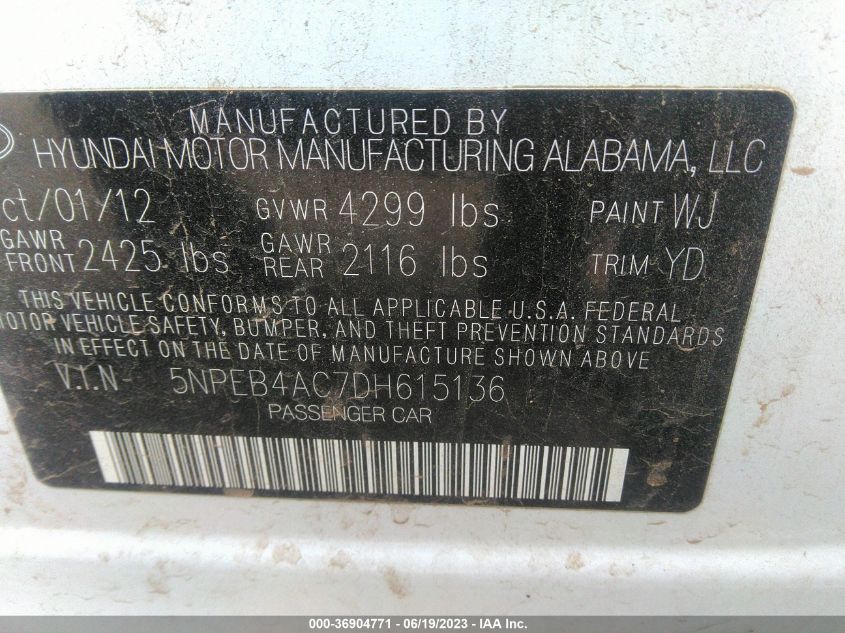 MANUFACTURED BY
HYUNDAI MOTOR MANUFACTURING ALABAMA, LLC
ct/01/12 GVWR 4299 lbs PAINT WJ
GAWR FRONT 2425 lbs GAWR REAR 2116 lbs TRIM YD
THIS VEHICLE CONFORMS TO ALL APPLICABLE U.S.A. FEDERAL
MOTOR VEHICLE SAFETY, BUMPER, AND THEFT PREVENTION STANDARDS
IN EFFECT ON THE DATE OF MANUFACTURE SHOWN ABOVE.
V.I.N 5NPEB4AC7DH615136
PASSENGER CAR
000-36904771 - 06/19/2023 - IAA Inc.